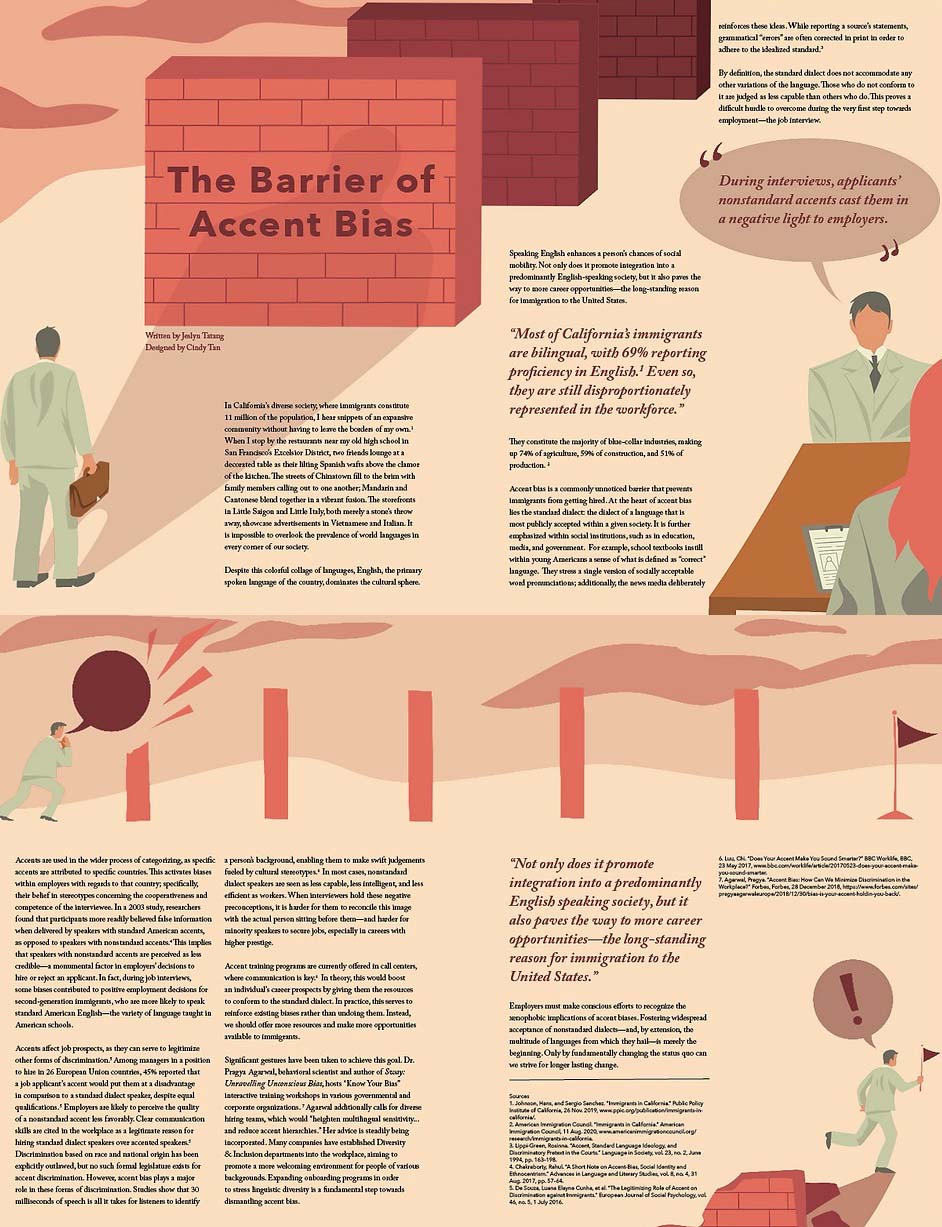 The Barrier of
Accent Bias
Written by Jeslyn Tatang
Designed by Cindy Tan
In California's diverse society, where immigrants constitute
11 million of the population, I hear snippets of an expansive
community without having to leave the borders of my own.¹
When I stop by the restaurants near my old high school in
San Francisco's Excelsior District, two friends lounge at a
decorated table as their lilting Spanish wafts above the clamor
of the kitchen. The streets of Chinatown fill to the brim with
family members calling out to one another; Mandarin and
Cantonese blend together in a vibrant fusion. The storefronts
in Little Saigon and Little Italy, both merely a stone's throw
away, showcase advertisements in Vietnamese and Italian. It
is impossible to overlook the prevalence of world languages in
every corner of our society.
Despite this colorful collage of languages, English, the primary
spoken language of the country, dominates the cultural sphere.
Speaking English enhances a person's chances of social
mobility. Not only does it promote integration into a
predominantly English-speaking society, but it also paves the
way to more career opportunities—the long-standing reason
for immigration to the United States.
“Most of California's immigrants
are bilingual, with 69% reporting
proficiency in English.¹ Even so,
they are still disproportionately
represented in the workforce.”
They constitute the majority of blue-collar industries, making
up 74% of agriculture, 59% of construction, and 51% of
production. ²
Accent bias is a commonly unnoticed barrier that prevents
immigrants from getting hired. At the heart of accent bias
lies the standard dialect: the dialect of a language that is
most publicly accepted within a given society. It is further
emphasized within social institutions, such as in education,
media, and government. For example, school textbooks instill
within young Americans a sense of what is defined as “correct”
language. They stress a single version of socially acceptable
word pronunciations; additionally, the news media deliberately
reinforces these ideas. While reporting a source's statements,
grammatical “errors” are often corrected in print in order to
adhere to the idealized standard.³
By definition, the standard dialect does not accommodate any
other variations of the language. Those who do not conform to
it are judged as less capable than others who do. This proves a
difficult hurdle to overcome during the very first step towards
employment—the job interview.
“
During interviews, applicants'
nonstandard accents cast them in
a negative light to employers.
”
Accents are used in the wider process of categorizing, as specific
accents are attributed to specific countries. This activates biases
within employers with regards to that country; specifically,
their belief in stereotypes concerning the cooperativeness and
competence of the interviewee. In a 2003 study, researchers
found that participants more readily believed false information
when delivered by speakers with standard American accents,
as opposed to speakers with nonstandard accents.⁴ This implies
that speakers with nonstandard accents are perceived as less
credible—a monumental factor in employers' decisions to
hire or reject an applicant. In fact, during job interviews,
some biases contributed to positive employment decisions for
second-generation immigrants, who are more likely to speak
standard American English—the variety of language taught in
American schools.
Accents affect job prospects, as they can serve to legitimize
other forms of discrimination.⁵ Among managers in a position
to hire in 26 European Union countries, 45% reported that
a job applicant's accent would put them at a disadvantage
in comparison to a standard dialect speaker, despite equal
qualifications.⁵ Employers are likely to perceive the quality
of a nonstandard accent less favorably. Clear communication
skills are cited in the workplace as a legitimate reason for
hiring standard dialect speakers over accented speakers.⁵
Discrimination based on race and national origin has been
explicitly outlawed, but no such formal legislature exists for
accent discrimination. However, accent bias plays a major
role in these forms of discrimination. Studies show that 30
milliseconds of speech is all it takes for listeners to identify
a person's background, enabling them to make swift judgements
fueled by cultural stereotypes.⁶ In most cases, nonstandard
dialect speakers are seen as less capable, less intelligent, and less
efficient as workers. When interviewers hold these negative
preconceptions, it is harder for them to reconcile this image
with the actual person sitting before them—and harder for
minority speakers to secure jobs, especially in careers with
higher prestige.
Accent training programs are currently offered in call centers,
where communication is key.⁵ In theory, this would boost
an individual's career prospects by giving them the resources
to conform to the standard dialect. In practice, this serves to
reinforce existing biases rather than undoing them. Instead,
we should offer more resources and make more opportunities
available to immigrants.
Significant gestures have been taken to achieve this goal. Dr.
Pragya Agarwal, behavioral scientist and author of Sway:
Unravelling Unconscious Bias, hosts “Know Your Bias”
interactive training workshops in various governmental and
corporate organizations. ⁷ Agarwal additionally calls for diverse
hiring teams, which would “heighten multilingual sensitivity...
and reduce accent hierarchies.” Her advice is steadily being
incorporated. Many companies have established Diversity
& Inclusion departments into the workplace, aiming to
promote a more welcoming environment for people of various
backgrounds. Expanding onboarding programs in order
to stress linguistic diversity is a fundamental step towards
dismantling accent bias.
“Not only does it promote
integration into a predominantly
English speaking society, but it
also paves the way to more career
opportunities—the long-standing
reason for immigration to the
United States.”
Employers must make conscious efforts to recognize the
xenophobic implications of accent biases. Fostering widespread
acceptance of nonstandard dialects—and, by extension, the
multitude of languages from which they hail—is merely the
beginning. Only by fundamentally changing the status quo can
we strive for longer lasting change.
Sources
1. Johnson, Hans, and Sergio Sanchez. “Immigrants in California.” Public Policy
Institute of California, 26 Nov. 2019, www.ppic.org/publication/immigrants-in-
california/.
2. American Immigration Council. “Immigrants in California.” American
Immigration Council, 11 Aug. 2020, www.americanimmigrationcouncil.org/
research/immigrants-in-california.
3. Lippi-Green, Rosina. “Accent, Standard Language Ideology, and
Discriminatory Pretext in the Courts.” Language in Society, vol. 23, no. 2, June
1994, pp. 163–198.
4. Chakraborty, Rahul. “A Short Note on Accent-Bias, Social Identity and
Ethnocentrism.” Advances in Language and Literary Studies, vol. 8, no. 4, 31
Aug. 2017, pp. 57–64.
5. De Souza, Luana Elayne Cunha, et al. “The Legitimizing Role of Accent on
Discrimination against Immigrants.” European Journal of Social Psychology, vol.
46, no. 5, 1 July 2016.
6. Luu, Chi. “Does Your Accent Make You Sound Smarter?” BBC Worklife, BBC,
23 May 2017, www.bbc.com/worklife/article/20170523-does-your-accent-make-
you-sound-smarter.
7. Agarwal, Pragya. “Accent Bias: How Can We Minimize Discrimination in the
Workplace?” Forbes, Forbes, 28 December 2018, https://www.forbes.com/sites/
pragyaagarwaleurope/2018/12/30/bias-is-your-accent-holdin-you-back/.
!